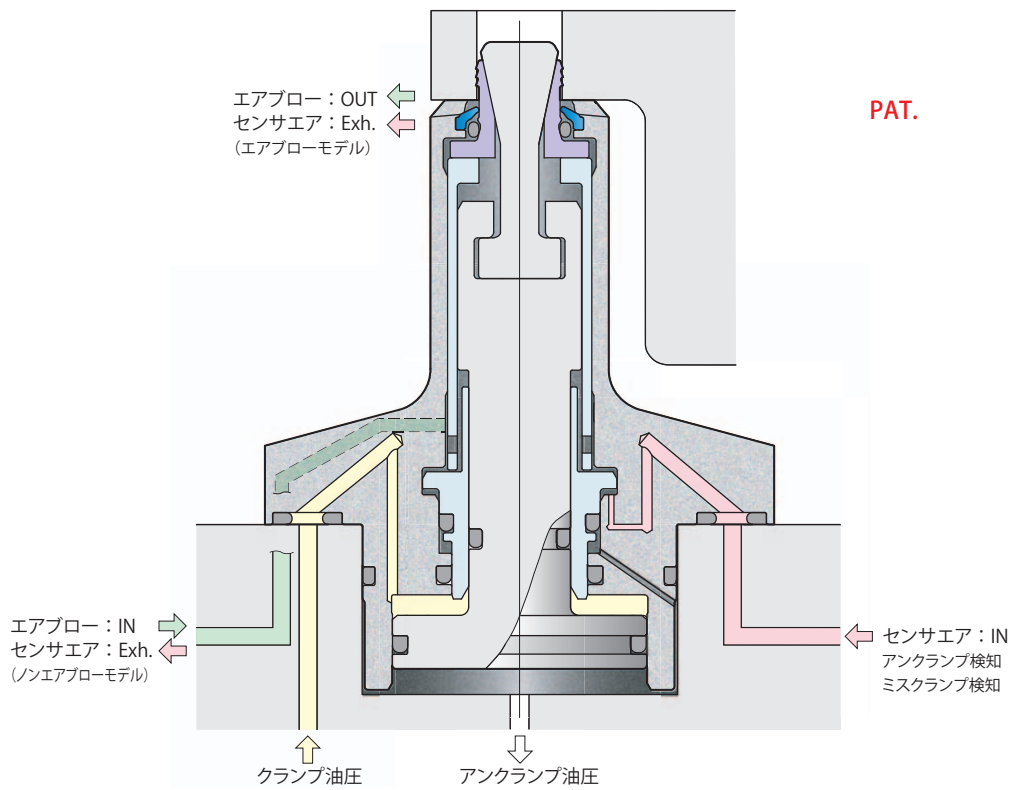 エアブロー：OUT
センサエア：Exh.
（エアブローモデル）
PAT.
エアブロー：IN
センサエア：Exh.
（ノンエアブローモデル）
センサエア：IN
アンクランプ検知
ミスクランプ検知
クランプ油圧
アンクランプ油圧